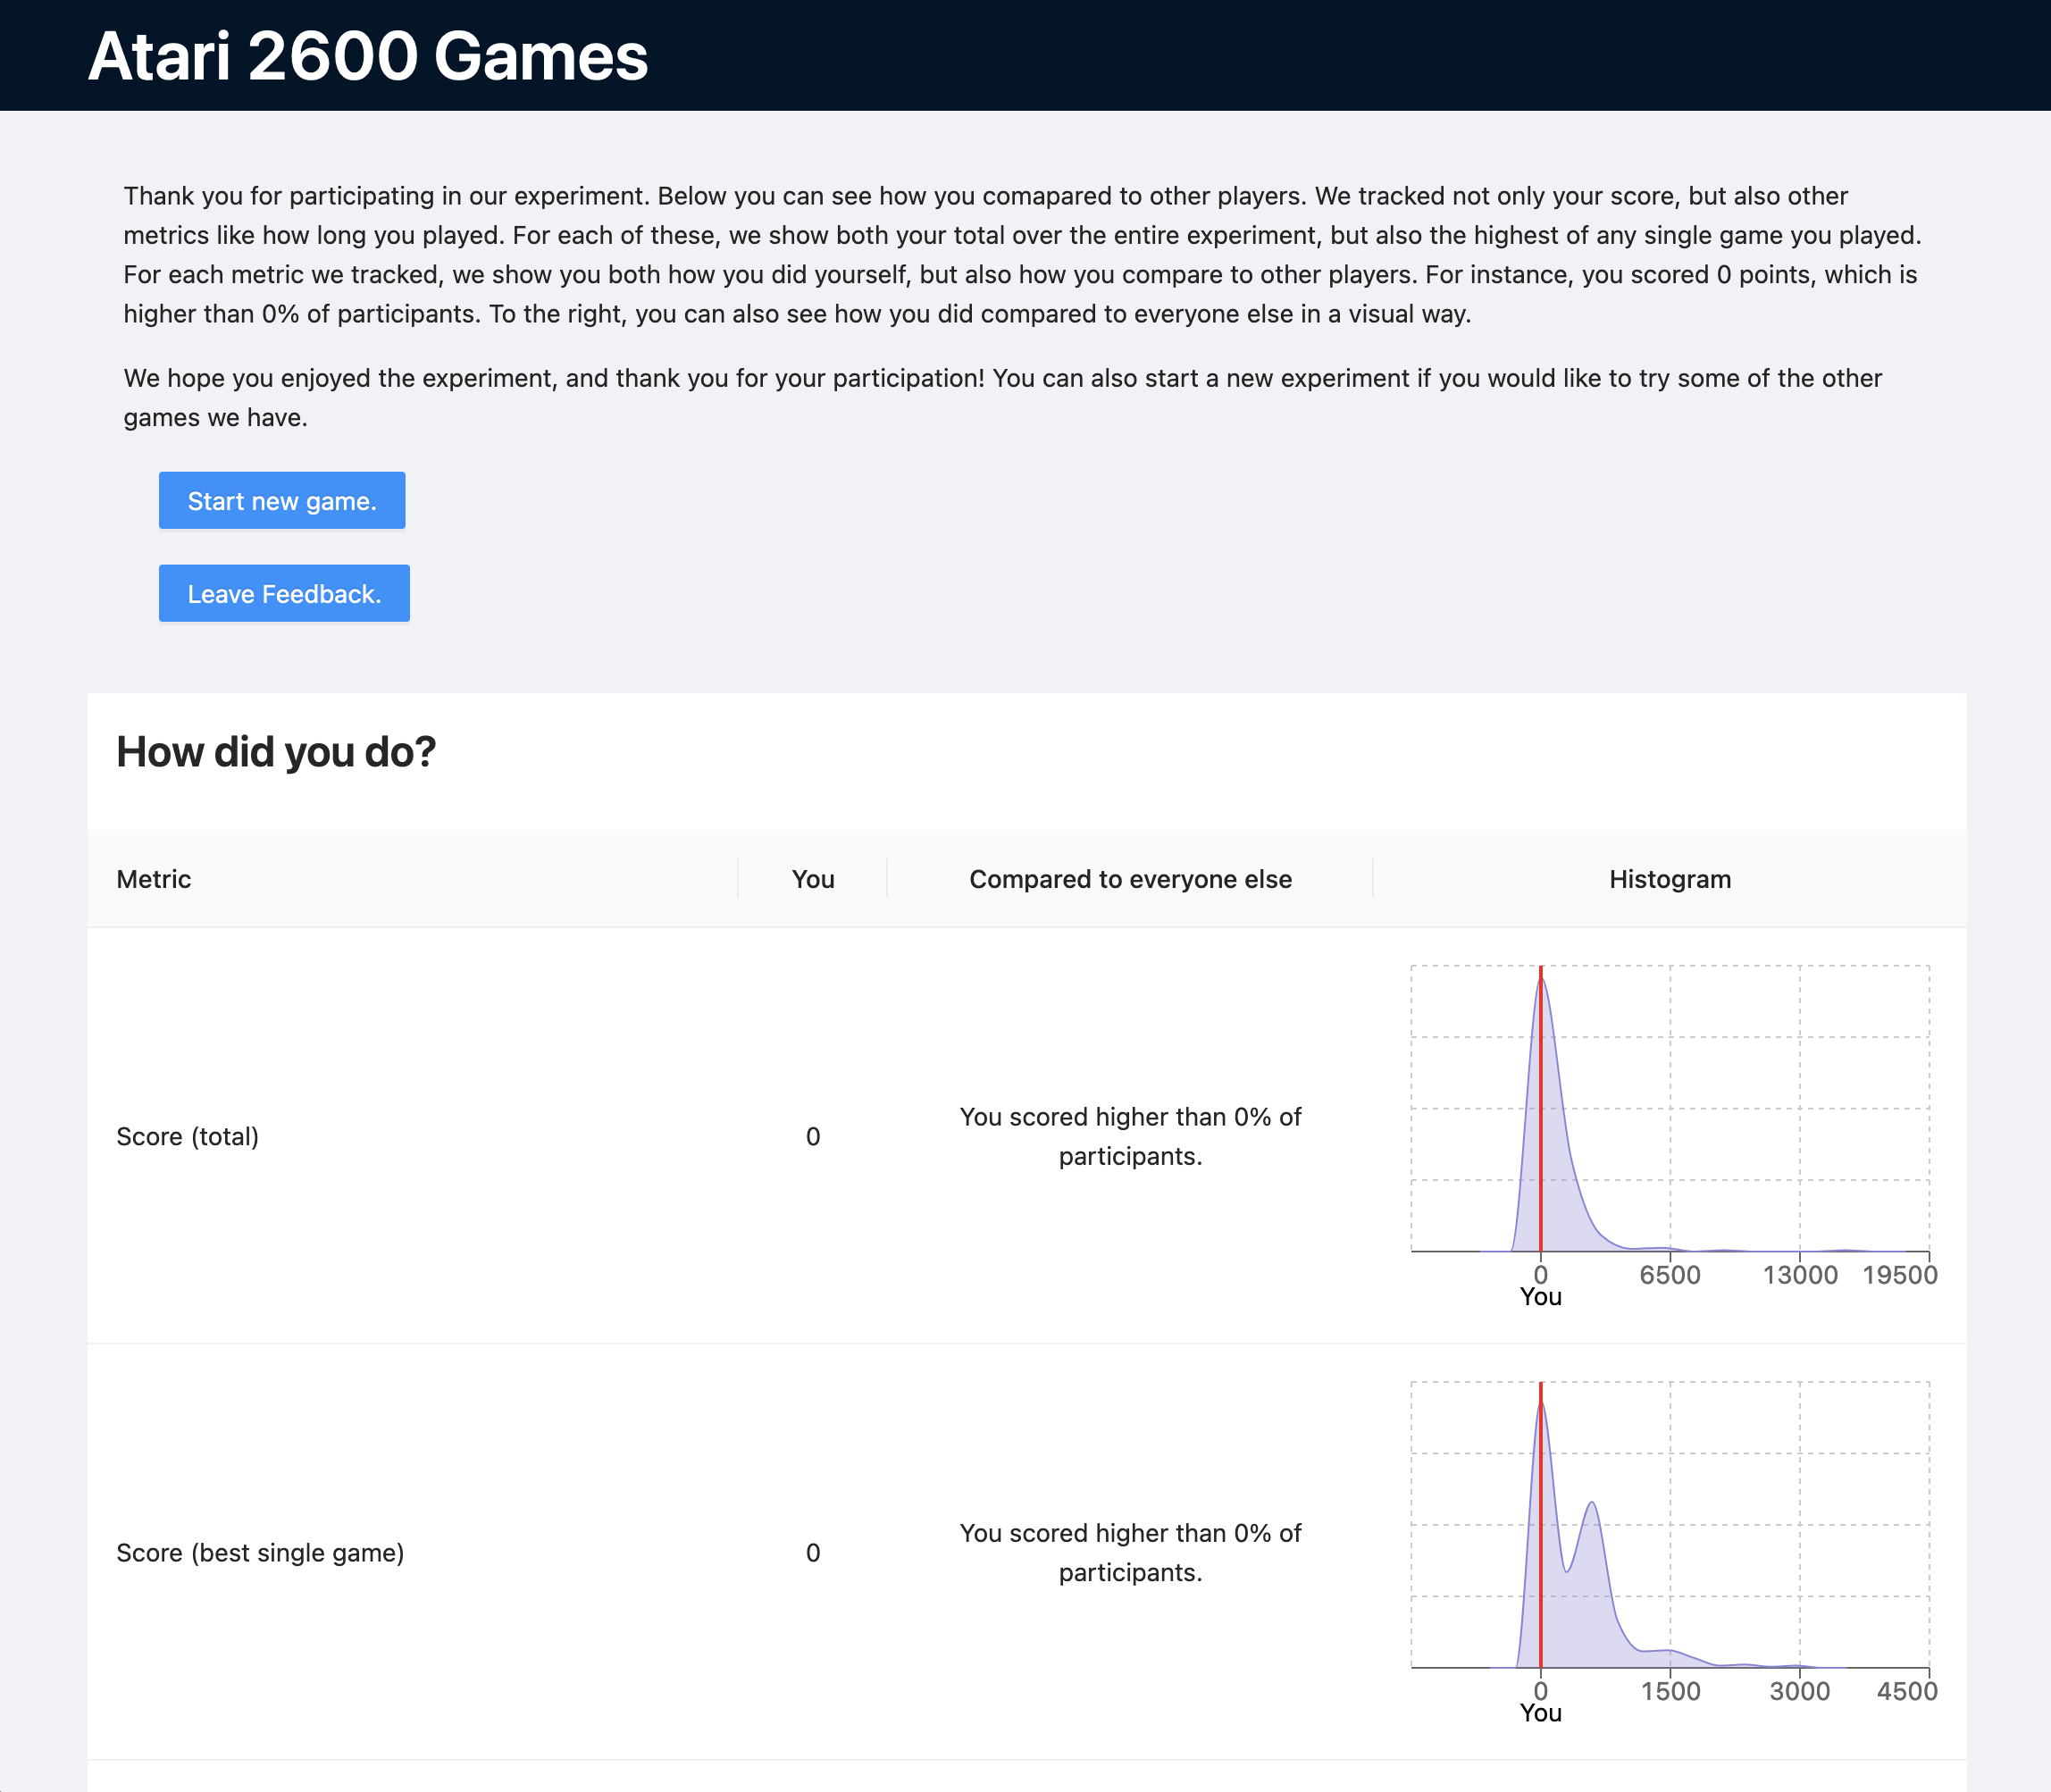 Atari 2600 Games
Thank you for participating in our experiment. Below you can see how you comapared to other players. We tracked not only your score, but also other
metrics like how long you played. For each of these, we show both your total over the entire experiment, but also the highest of any single game you played.
For each metric we tracked, we show you both how you did yourself, but also how you compare to other players. For instance, you scored 0 points, which is
higher than 0% of participants. To the right, you can also see how you did compared to everyone else in a visual way.
We hope you enjoyed the experiment, and thank you for your participation! You can also start a new experiment if you would like to try some of the other
games we have.
Start new game.
Leave Feedback.
How did you do?
Metric You Compared to everyone else Histogram
Score (total) 0 You scored higher than 0% of
participants.
0 6500 13000 19500
You
Score (best single game) 0 You scored higher than 0% of
participants.
0 1500 3000 4500
You